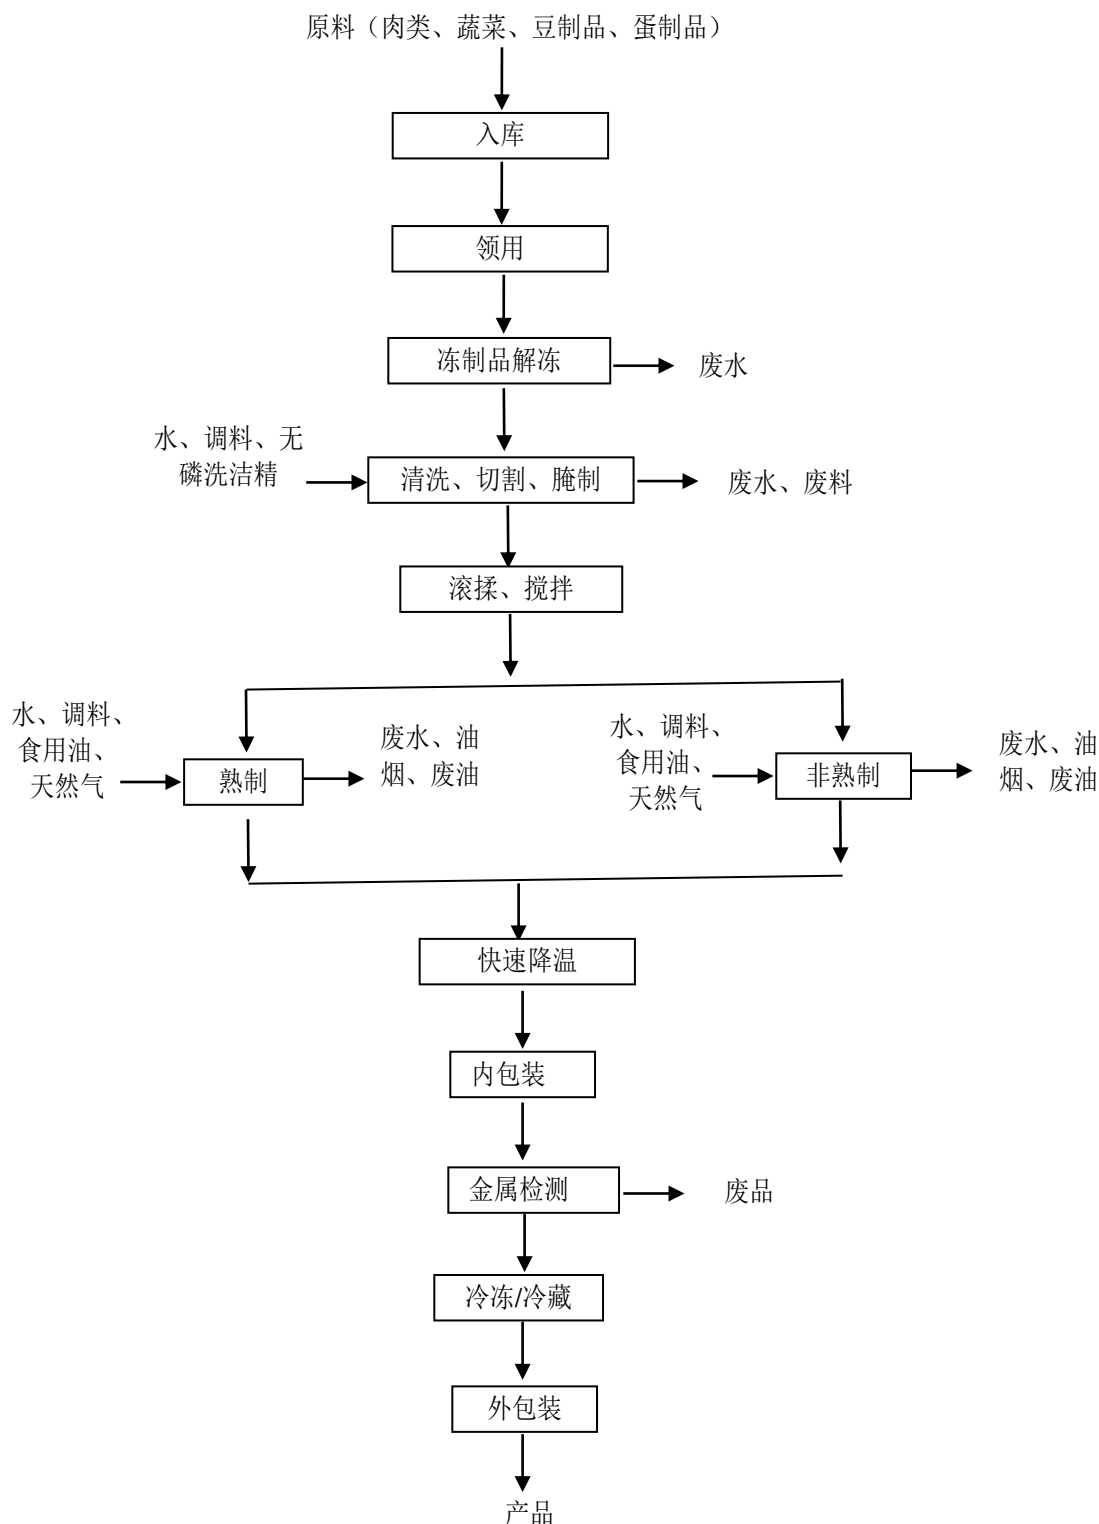 原料（肉类、蔬菜、豆制品、蛋制品）
入库
领用
冻制品解冻
废水
水、调料、无
磷洗洁精
清洗、切割、腌制
废水、废料
滚揉、搅拌
水、调料、
食用油、
天然气
熟制
废水、油
烟、废油
水、调料、
食用油、
天然气
非熟制
废水、油
烟、废油
快速降温
内包装
金属检测
废品
冷冻/冷藏
外包装
产品